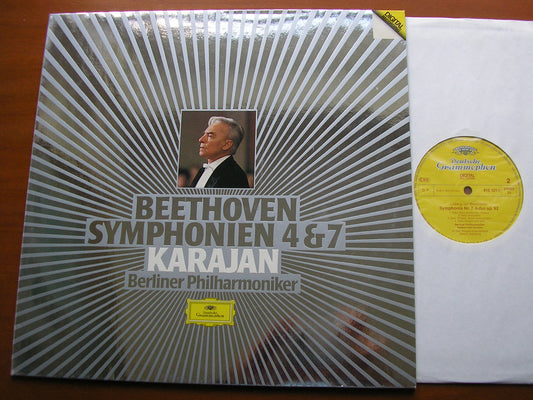 DIGITAL
BEETHOVEN
SYMPHONIEN 4 & 7
KARAJAN
Berliner Philharmoniker
Deutsche
Grammophon
Deutsche
Grammophon
DIGITAL
2
Symphonie Nr. 7 A-dur op. 92